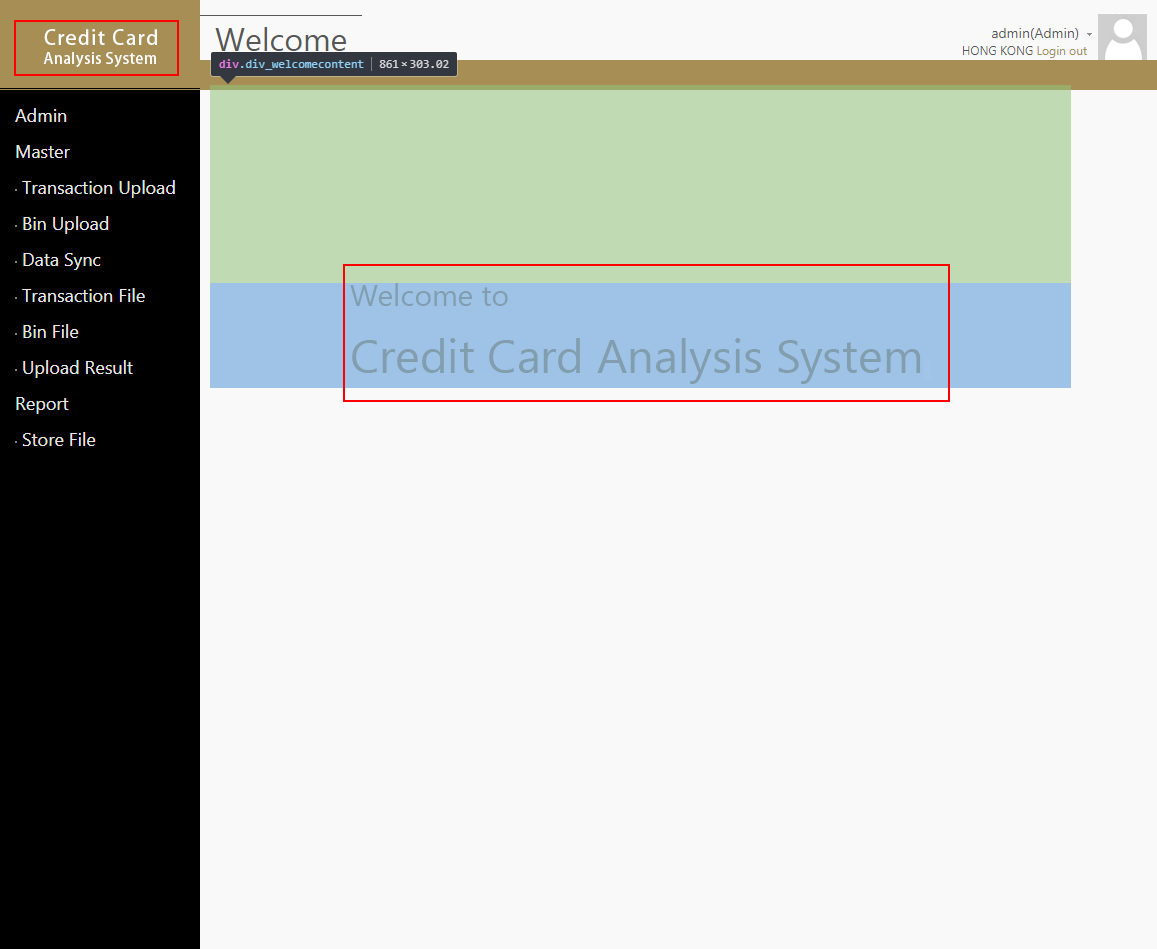 Credit Card
Analysis System
Welcome
div.div_welcomecontent | 861×303.02
admin(Admin)
HONG KONG Login out
Admin
Master
· Transaction Upload
· Bin Upload
· Data Sync
· Transaction File
· Bin File
· Upload Result
Report
· Store File
Welcome to
Credit Card Analysis System